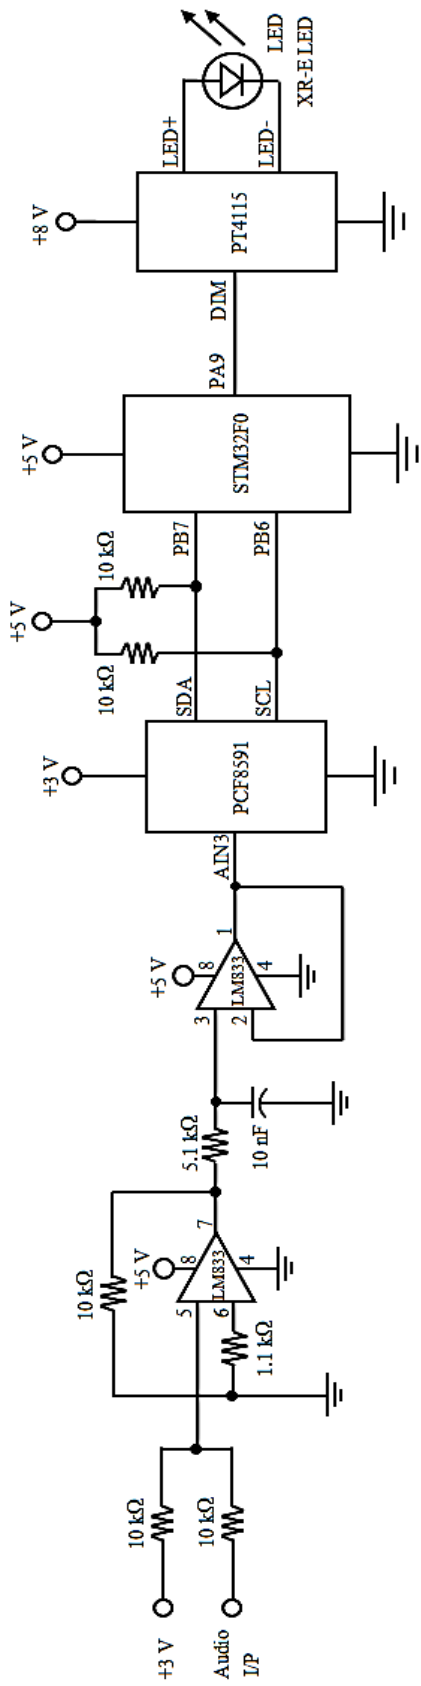 +3 V
Audio
I/P
10 kΩ
10 kΩ
10 kΩ
5
6
7
8
4
LM833
+5 V
1.1 kΩ
5.1 kΩ
10 nF
3
2
1
8
4
LM833
+5 V
AIN3
+3 V
PCF8591
SDA
SCL
10 kΩ
10 kΩ
+5 V
PB7
PB6
+5 V
STM32F0
PA9
DIM
+8 V
PT4115
LED+
LED-
LED
XR-E LED